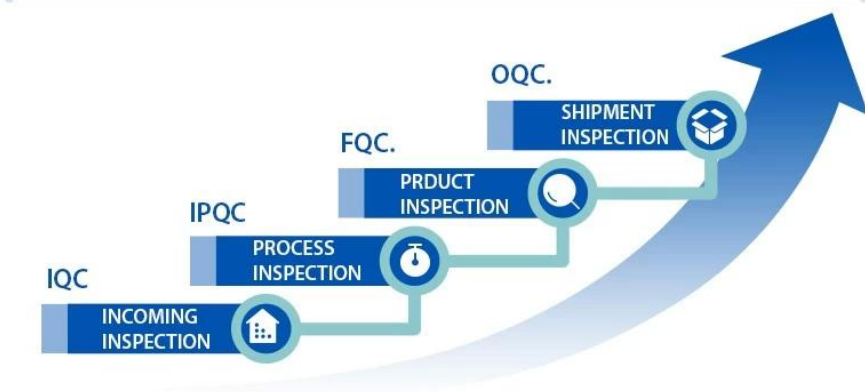 OQC.
SHIPMENT
INSPECTION
FQC.
PRDUCT
INSPECTION
IPQC
PROCESS
INSPECTION
IQC
INCOMING
INSPECTION